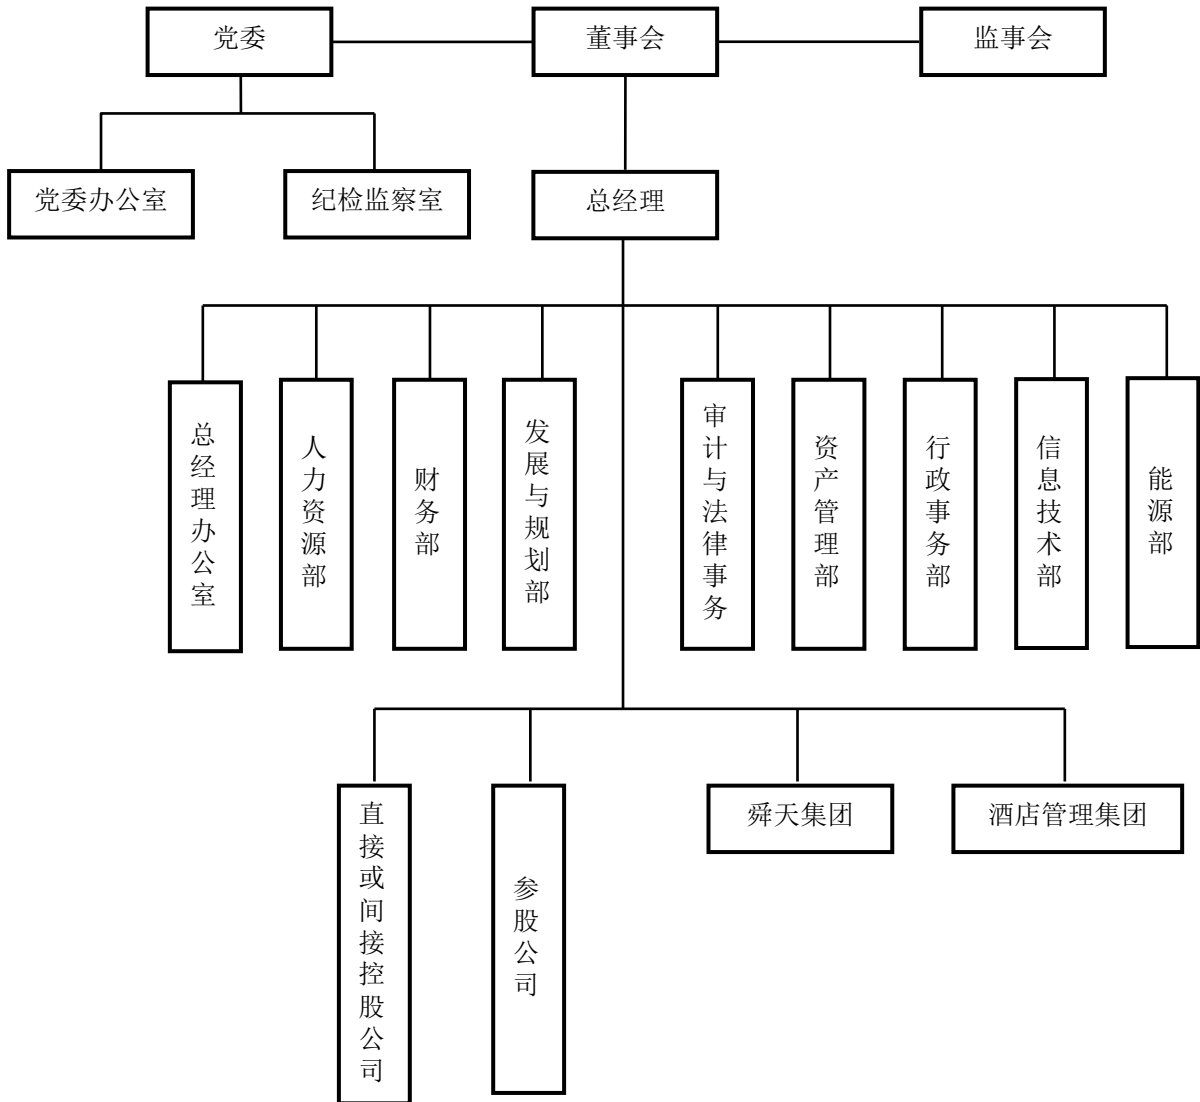 党委
董事会
监事会
党委办公室
纪检监察室
总经理
总经理办公室
人力资源部
财务部
发展与规划部
审计与法律事务
资产管理部
行政事务部
信息技术部
能源部
直接或间接控股公司
参股公司
舜天集团
酒店管理集团